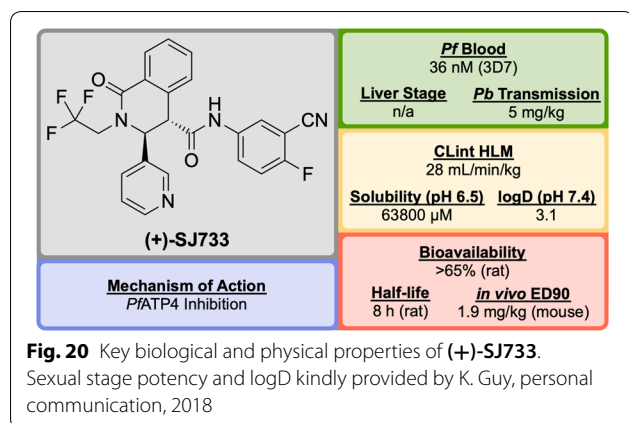 O
F
F
F
N
N
H
N
O
CN
F
(+)-SJ733
Mechanism of Action
PfATP4 Inhibition
Pf Blood
36 nM (3D7)
Liver Stage Pb Transmission
n/a 5 mg/kg
CLint HLM
28 mL/min/kg
Solubility (pH 6.5) logD (pH 7.4)
63800 µM 3.1
Bioavailability
>65% (rat)
Half-life in vivo ED90
8 h (rat) 1.9 mg/kg (mouse)
Fig. 20 Key biological and physical properties of (+)-SJ733.
Sexual stage potency and logD kindly provided by K. Guy, personal
communication, 2018